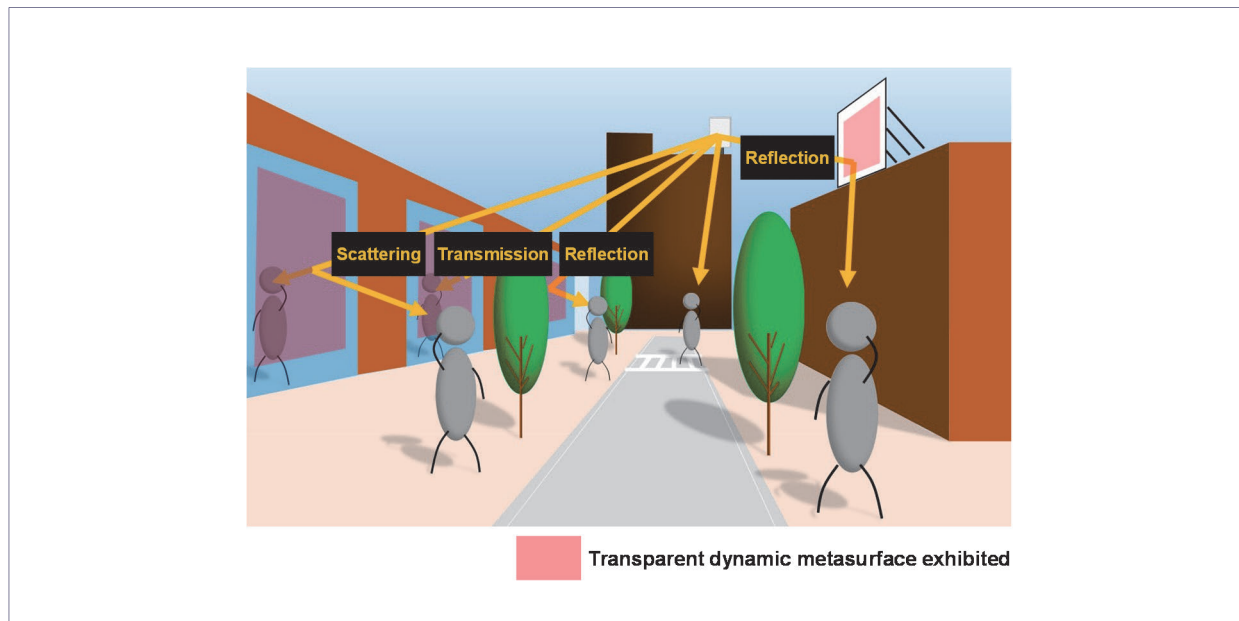 Reflection
Scattering
Transmission
Reflection
Transparent dynamic metasurface exhibited